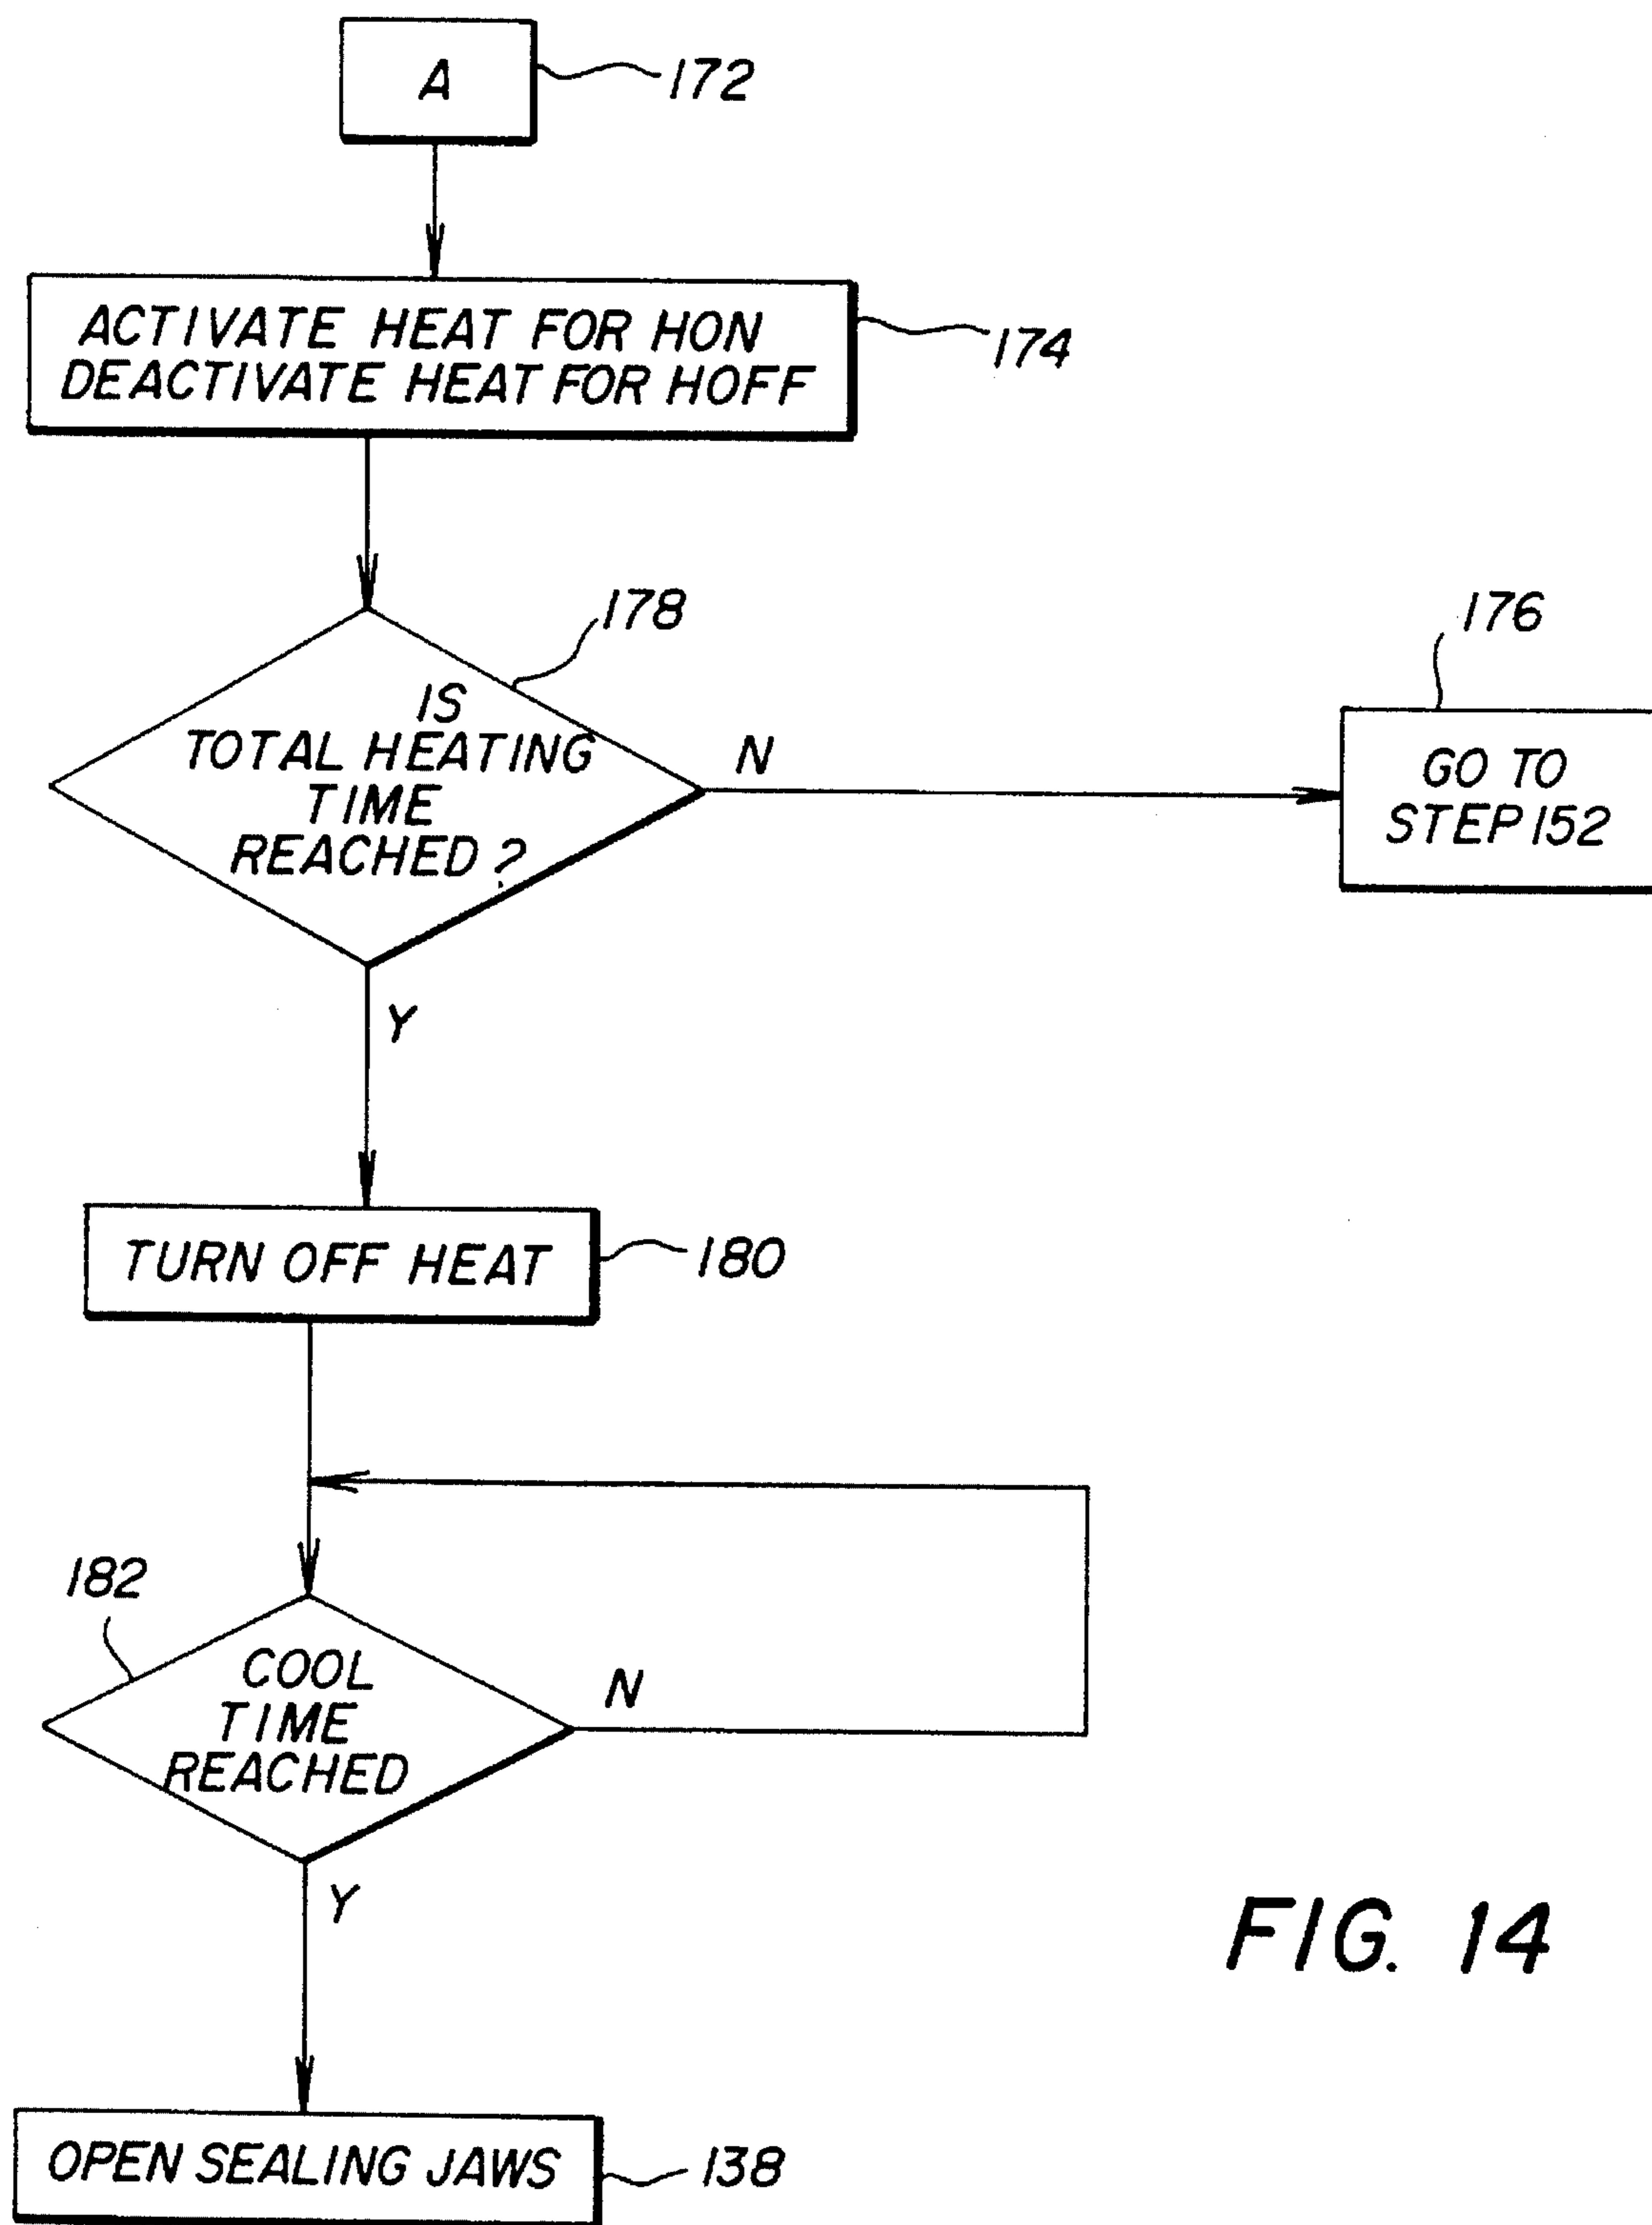 A
172
ACTIVATE HEAT FOR HON
DEACTIVATE HEAT FOR HOFF
174
178
IS
TOTAL HEATING
TIME
REACHED?
N
176
GO TO
STEP 152
Y
TURN OFF HEAT
180
182
COOL
TIME
REACHED
N
Y
OPEN SEALING JAWS
138
FIG. 14